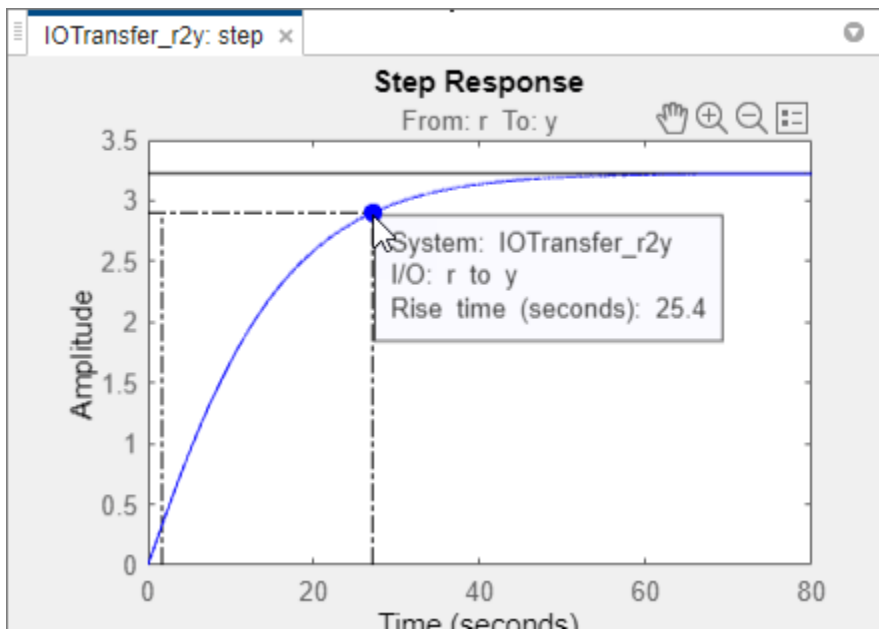 IOTransfer_r2y: step ×
Step Response
From: r To: y
3.5
3
2.5
2
1.5
1
0.5
0
Amplitude
System: IOTransfer_r2y
I/O: r to y
Rise time (seconds): 25.4
0 20 40 60 80
Time (seconds)